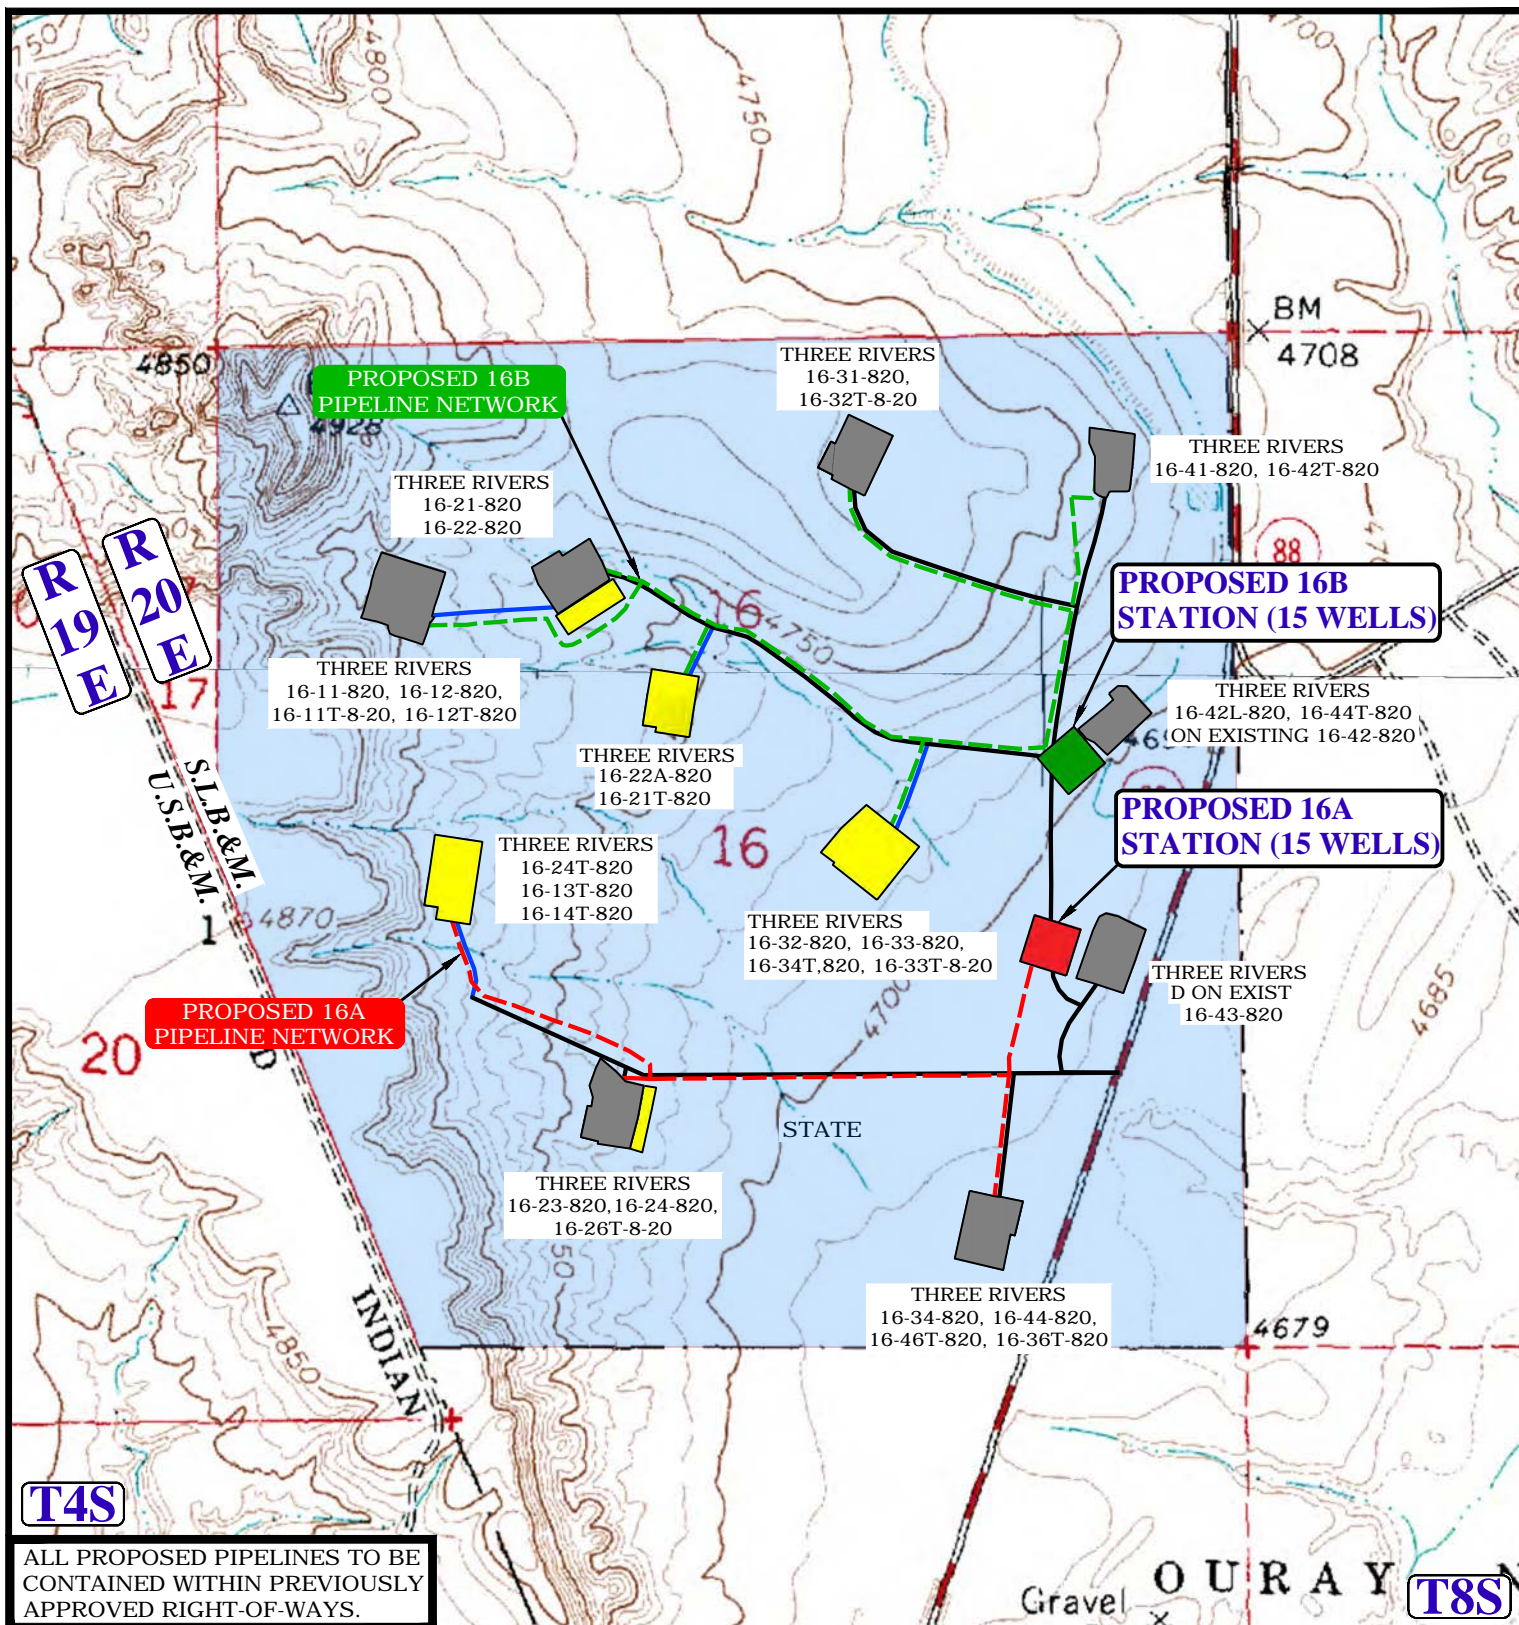 4750
4800
4750
4700
BM
4708
4850
4928
PROPOSED 16B
PIPELINE NETWORK
THREE RIVERS
16-31-820,
16-32T-8-20
THREE RIVERS
16-41-820, 16-42T-820
THREE RIVERS
16-21-820
16-22-820
88
R
19
E
R
20
E
PROPOSED 16B
STATION (15 WELLS)
16
4750
THREE RIVERS
16-11-820, 16-12-820,
16-11T-8-20, 16-12T-820
17
THREE RIVERS
16-42L-820, 16-44T-820
ON EXISTING 16-42-820
THREE RIVERS
16-22A-820
16-21T-820
S.L.B.&M.
U.S.B.&M.
PROPOSED 16A
STATION (15 WELLS)
16
THREE RIVERS
16-24T-820
16-13T-820
16-14T-820
4870
1
THREE RIVERS
16-32-820, 16-33-820,
16-34T,820, 16-33T-8-20
THREE RIVERS
D ON EXIST
16-43-820
4700
4685
PROPOSED 16A
PIPELINE NETWORK
20
D
STATE
THREE RIVERS
16-23-820,16-24-820,
16-26T-8-20
THREE RIVERS
16-34-820, 16-44-820,
16-46T-820, 16-36T-820
INDIAN
4850
4679
T4S
ALL PROPOSED PIPELINES TO BE
CONTAINED WITHIN PREVIOUSLY
APPROVED RIGHT-OF-WAYS.
Gravel
OURAY
T8S